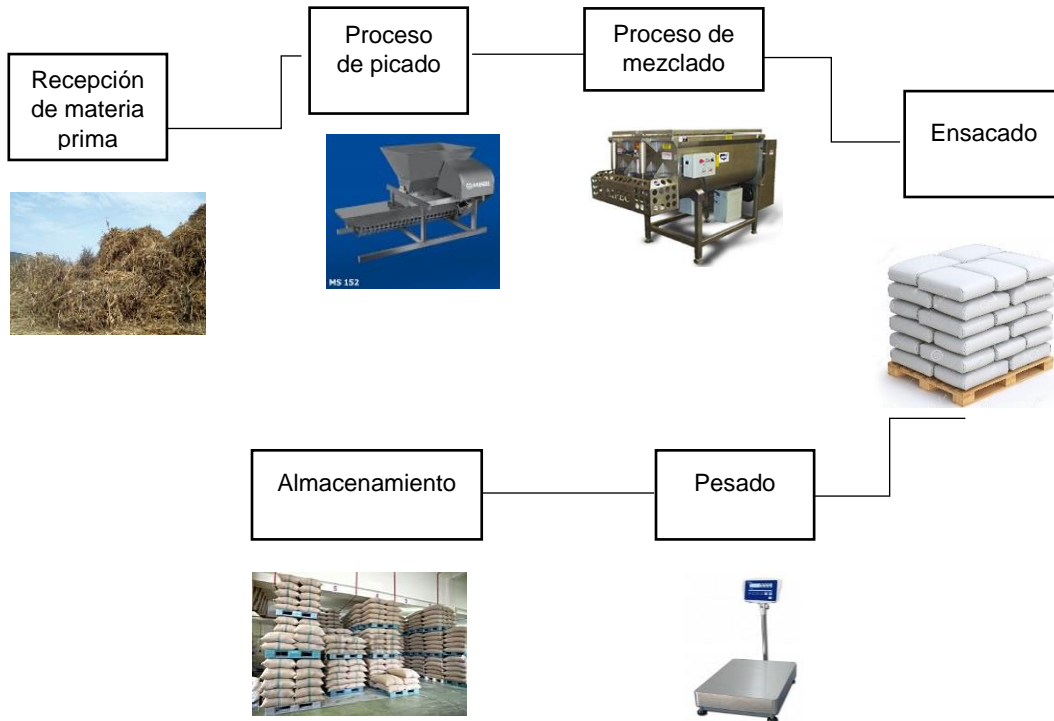 Recepción
de materia
prima
Proceso
de picado
Proceso de
mezclado
Ensacado
MS 152
Almacenamiento
Pesado